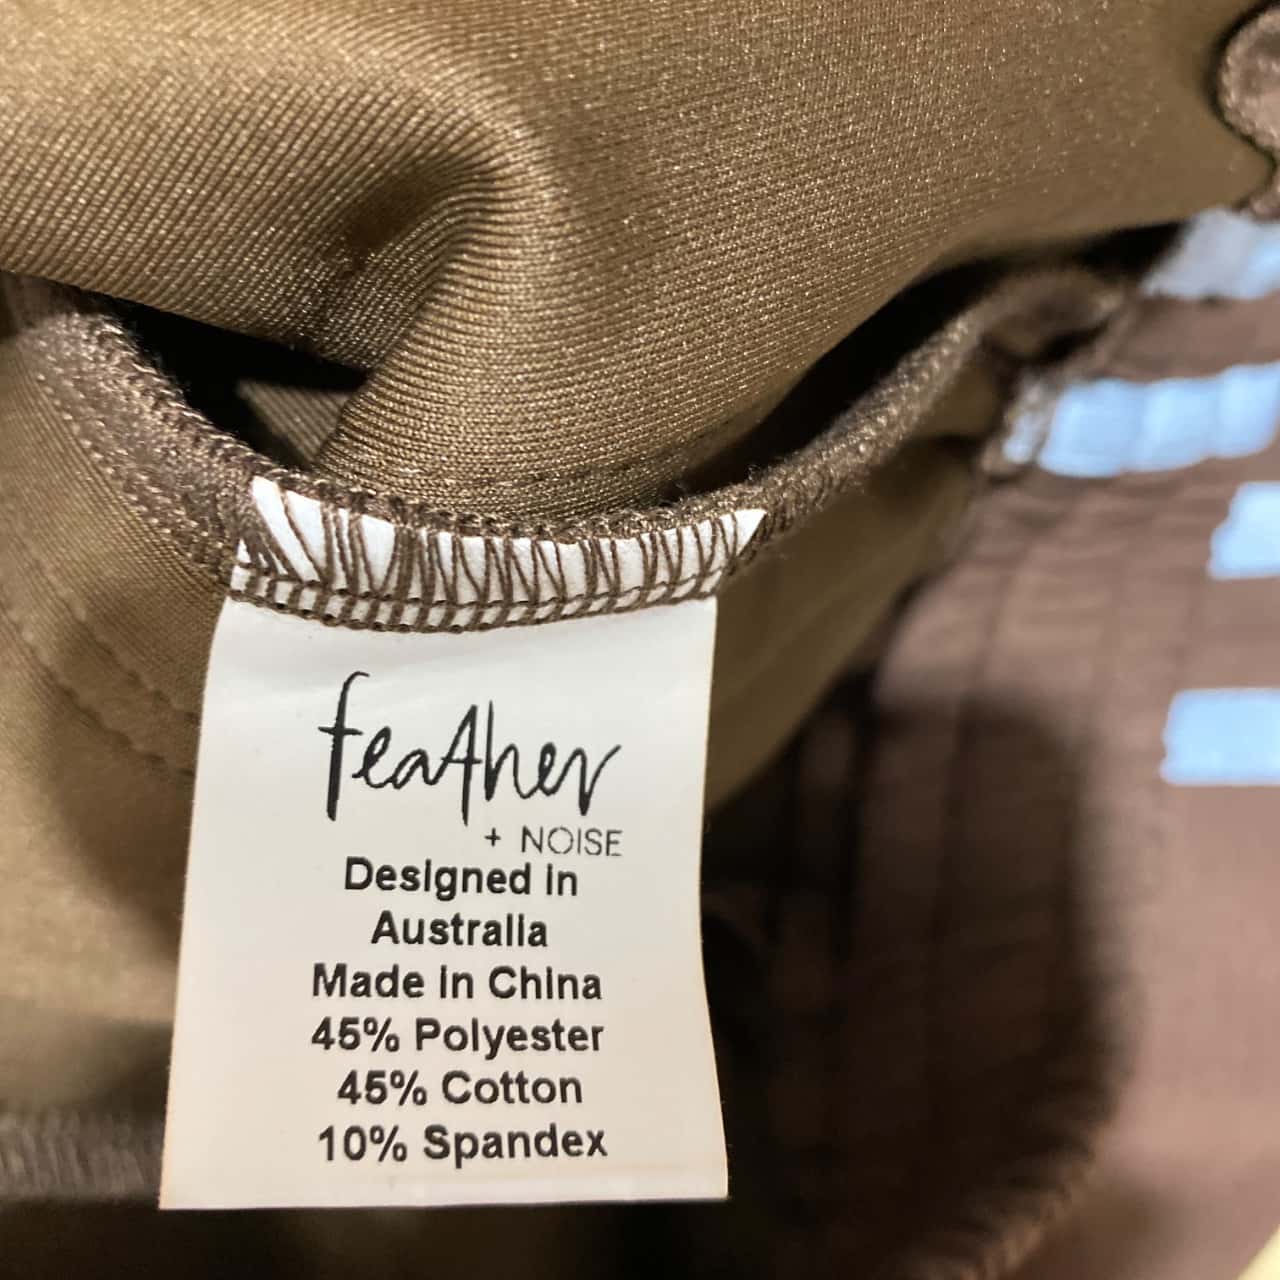 feather
+ NOISE
Designed in
Australia
Made in China
45% Polyester
45% Cotton
10% Spandex